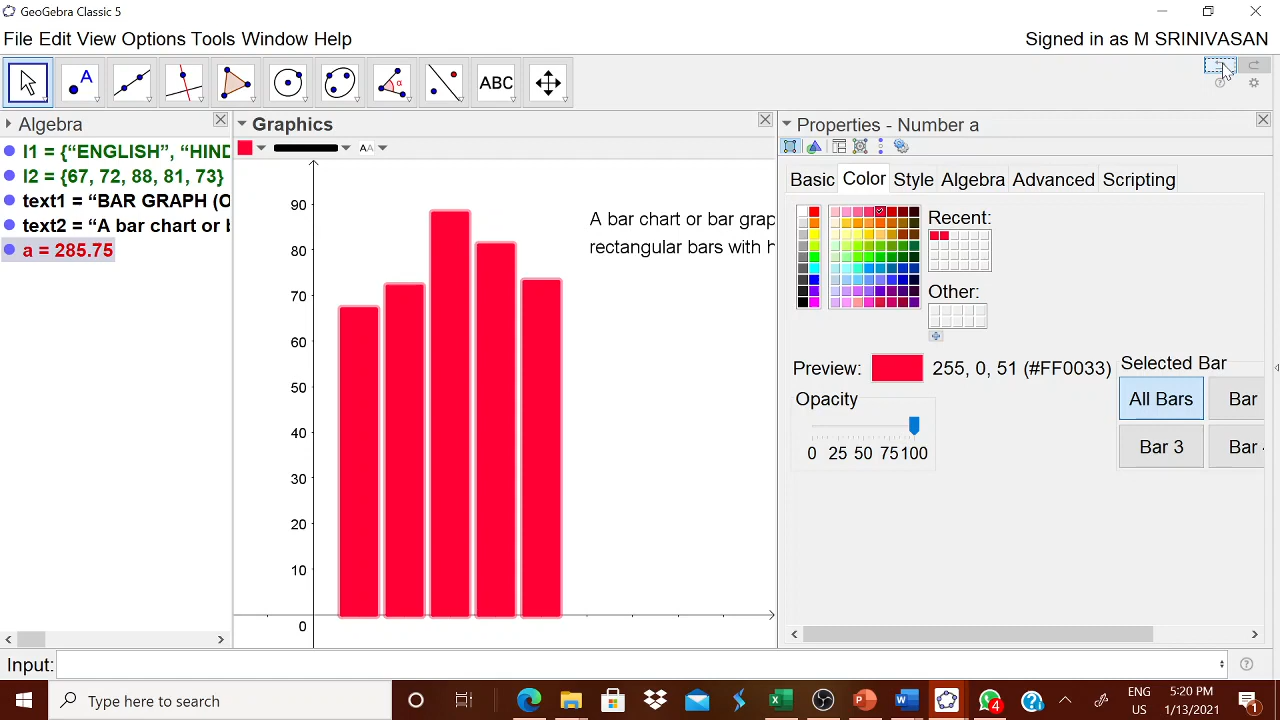 GeoGebra Classic 5
File Edit View Options Tools Window Help
Signed in as M SRINIVASAN
A
α
ABC
Algebra
Graphics
Properties - Number a
l1 = {“ENGLISH”, “HIND
l2 = {67, 72, 88, 81, 73}
text1 = “BAR GRAPH (O
text2 = “A bar chart or b
a = 285.75
AA
90
80
70
60
50
40
30
20
10
0
A bar chart or bar grap
rectangular bars with h
Basic Color Style Algebra Advanced Scripting
Recent:
Other:
Preview: 255, 0, 51 (#FF0033)
Opacity
0 25 50 75 100
Selected Bar
All Bars Bar
Bar 3 Bar
Input:
Type here to search
4
ENG
US
5:20 PM
1/13/2021
1